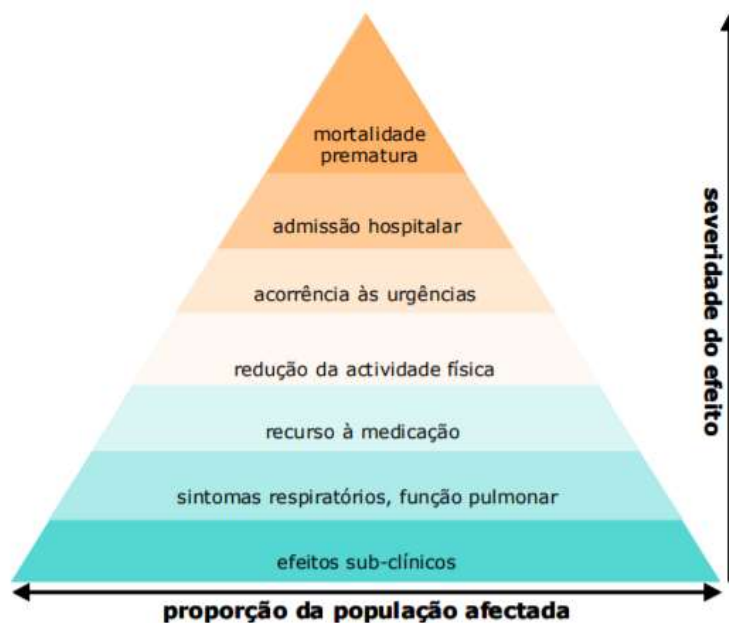 mortalidade
prematura
admissão hospitalar
acorrência às urgências
redução da actividade física
recurso à medicação
sintomas respiratórios, função pulmonar
efeitos sub-clínicos
proporção da população afectada
severidade do efeito